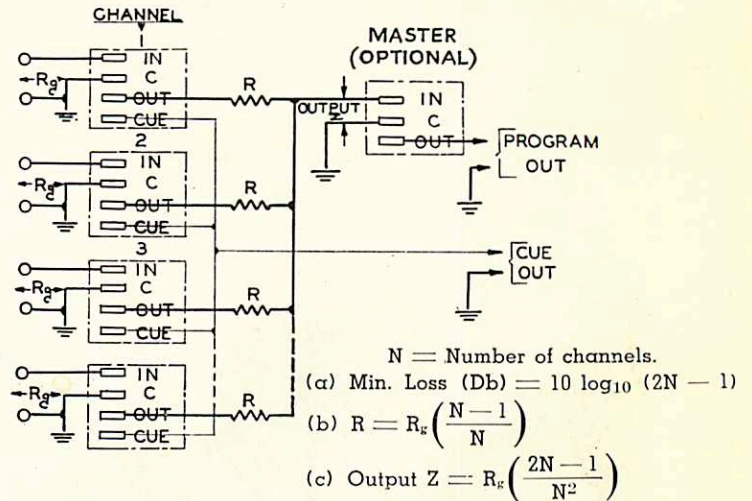 CHANNEL
1
IN
C
OUT
CUE
Rg
R
2
IN
C
OUT
CUE
Rg
R
3
IN
C
OUT
CUE
Rg
R
IN
C
OUT
CUE
Rg
R
MASTER
(OPTIONAL)
OUTPUT
Z
IN
C
OUT
PROGRAM
OUT
CUE
OUT
N = Number of channels.
(a) Min. Loss (Db) = 10 log₁₀ (2N − 1)
(b) R = Rg((N − 1)/N)
(c) Output Z = Rg((2N − 1)/N²)